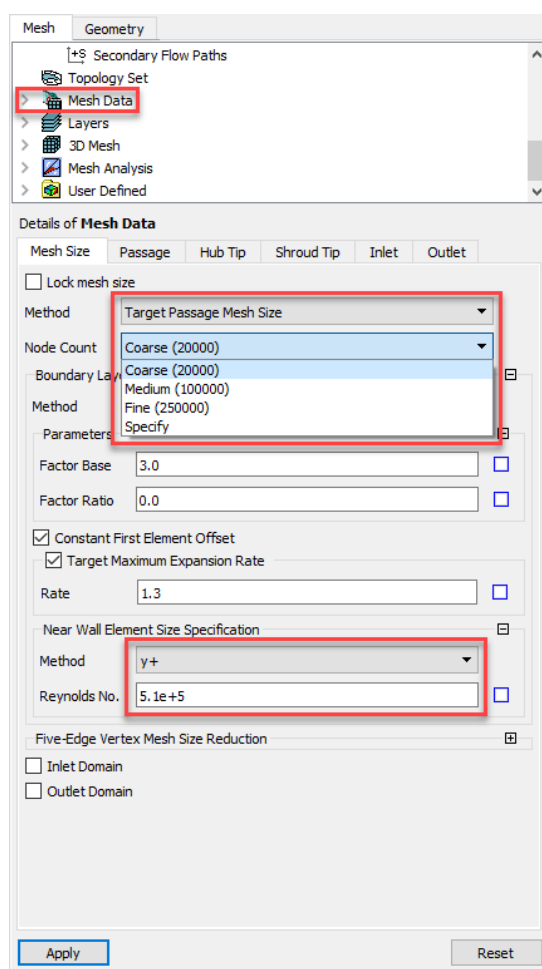 Mesh Geometry
Secondary Flow Paths
Topology Set
Mesh Data
Layers
3D Mesh
Mesh Analysis
User Defined
Details of Mesh Data
Mesh Size Passage Hub Tip Shroud Tip Inlet Outlet
Lock mesh size
Method Target Passage Mesh Size
Node Count Coarse (20000)
Coarse (20000)
Boundary La
Medium (100000)
Method Fine (250000)
Specify
Parameters
Factor Base 3.0
Factor Ratio 0.0
Constant First Element Offset
Target Maximum Expansion Rate
Rate 1.3
Near Wall Element Size Specification
Method y+
Reynolds No. 5.1e+5
Five-Edge Vertex Mesh Size Reduction
Inlet Domain
Outlet Domain
Apply Reset